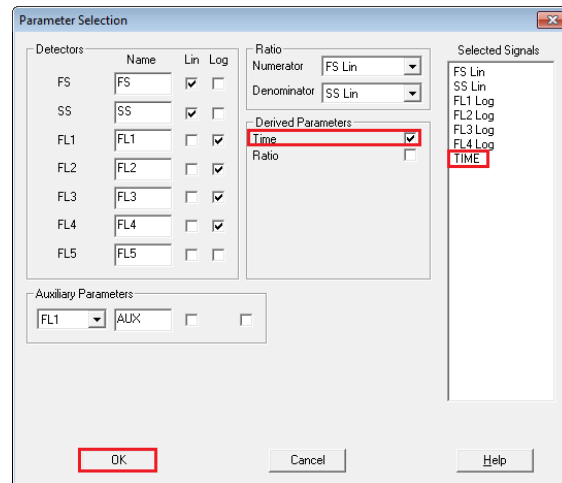 Parameter Selection
Detectors
Name Lin Log
FS FS
SS SS
FL1 FL1
FL2 FL2
FL3 FL3
FL4 FL4
FL5 FL5
Auxiliary Parameters
FL1 AUX
Ratio
Numerator FS Lin
Denominator SS Lin
Derived Parameters
Time
Ratio
Selected Signals
FS Lin
SS Lin
FL1 Log
FL2 Log
FL3 Log
FL4 Log
TIME
OK Cancel Help